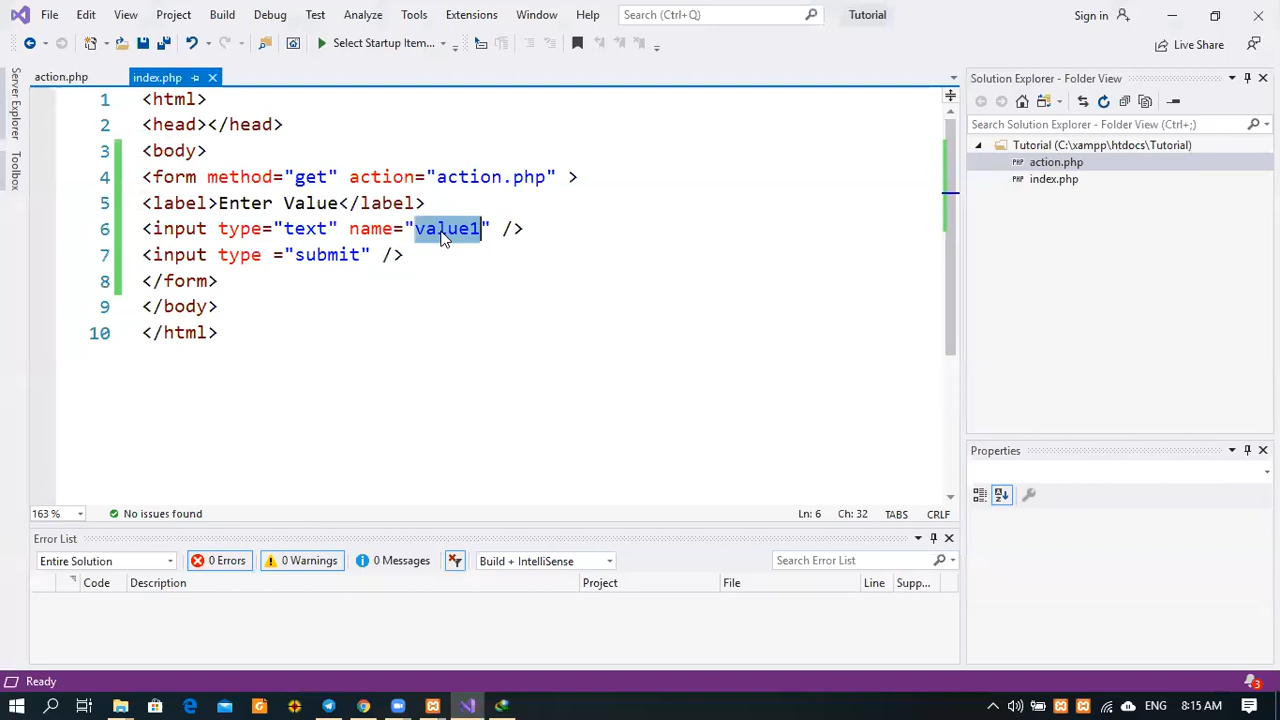 File Edit View Project Build Debug Test Analyze Tools Extensions Window Help Search (Ctrl+Q) Tutorial Sign in
Select Startup Item... Live Share
Server Explorer
Toolbox
action.php index.php
1 <html>
2 <head></head>
3 <body>
4 <form method="get" action="action.php" >
5 <label>Enter Value</label>
6 <input type="text" name="value1" />
7 <input type ="submit" />
8 </form>
9 </body>
10 </html>
163 % No issues found Ln: 6 Ch: 32 TABS CRLF
Solution Explorer - Folder View
Search Solution Explorer - Folder View (Ctrl+;)
Tutorial (C:\xampp\htdocs\Tutorial)
PHP action.php
PHP index.php
Properties
Error List
Entire Solution 0 Errors 0 Warnings 0 Messages Build + IntelliSense Search Error List
Code Description Project File Line Supp...
Ready 3
8:15 AM